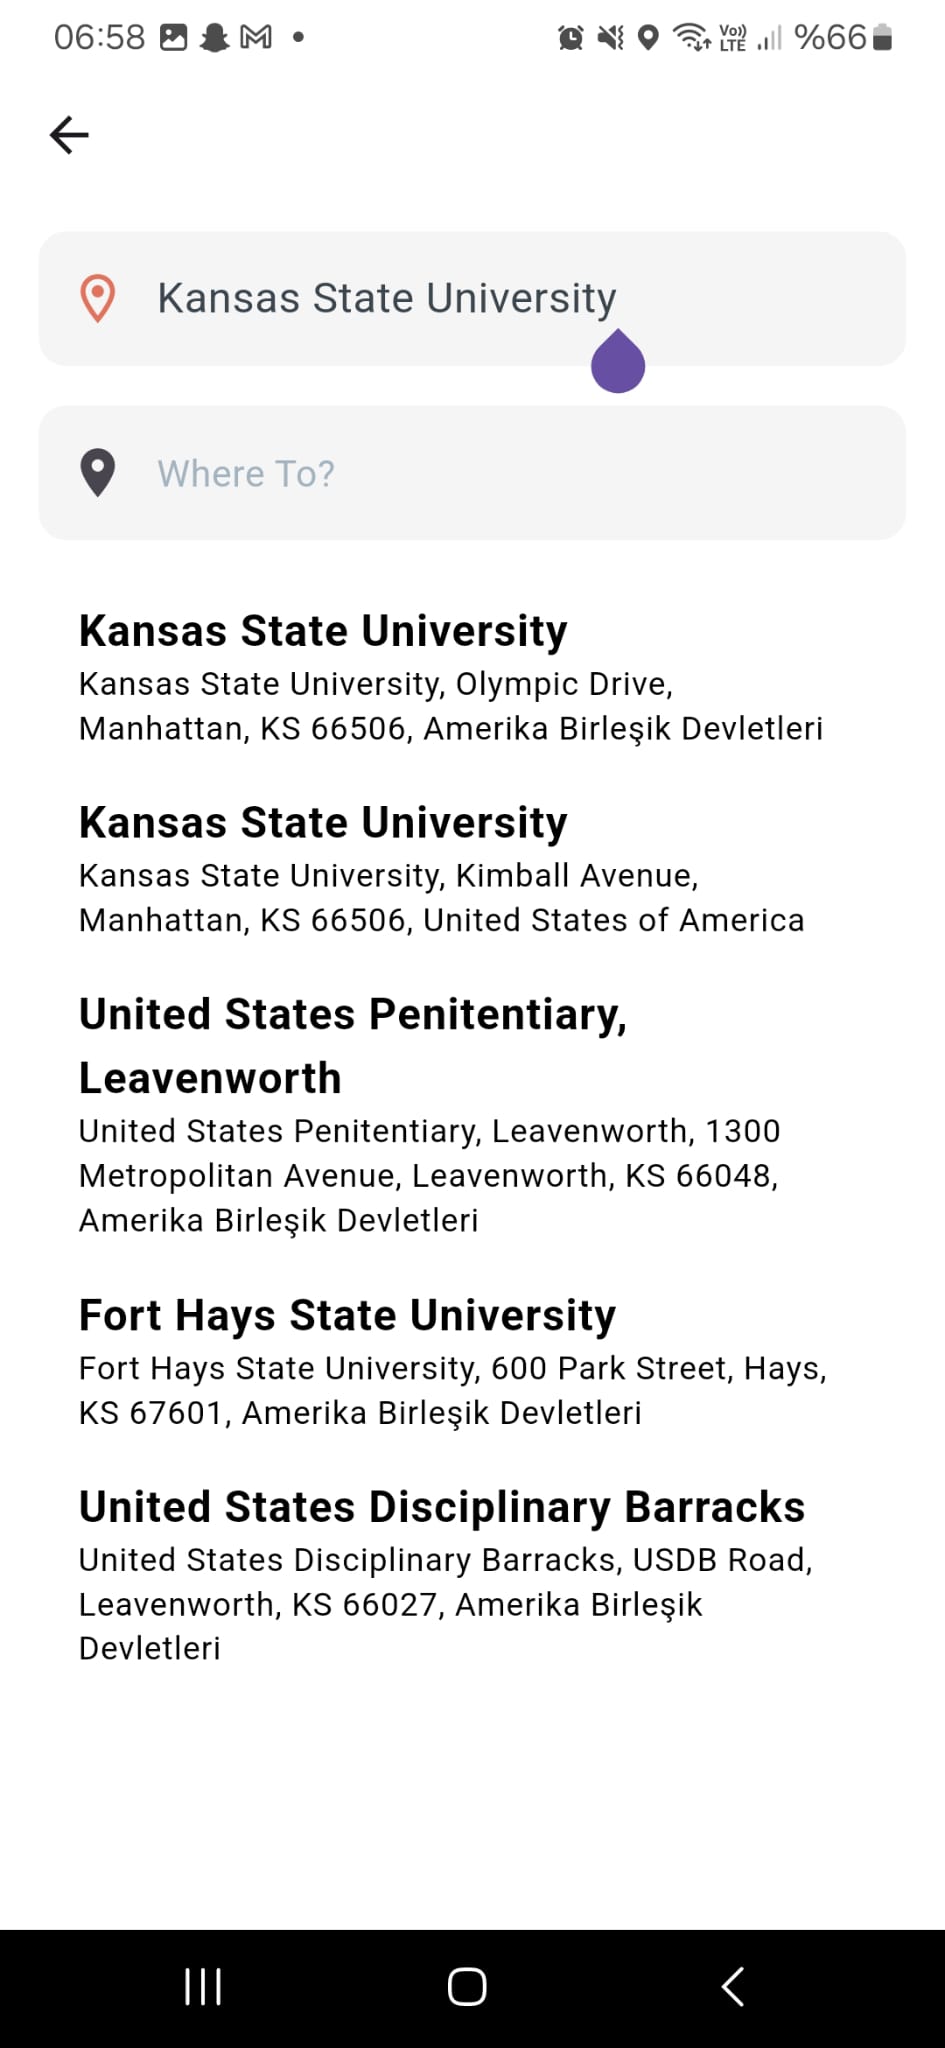 06:58
Vo)) LTE
%66
Kansas State University
Where To?
Kansas State University
Kansas State University, Olympic Drive,
Manhattan, KS 66506, Amerika Birleşik Devletleri
Kansas State University
Kansas State University, Kimball Avenue,
Manhattan, KS 66506, United States of America
United States Penitentiary,
Leavenworth
United States Penitentiary, Leavenworth, 1300
Metropolitan Avenue, Leavenworth, KS 66048,
Amerika Birleşik Devletleri
Fort Hays State University
Fort Hays State University, 600 Park Street, Hays,
KS 67601, Amerika Birleşik Devletleri
United States Disciplinary Barracks
United States Disciplinary Barracks, USDB Road,
Leavenworth, KS 66027, Amerika Birleşik
Devletleri